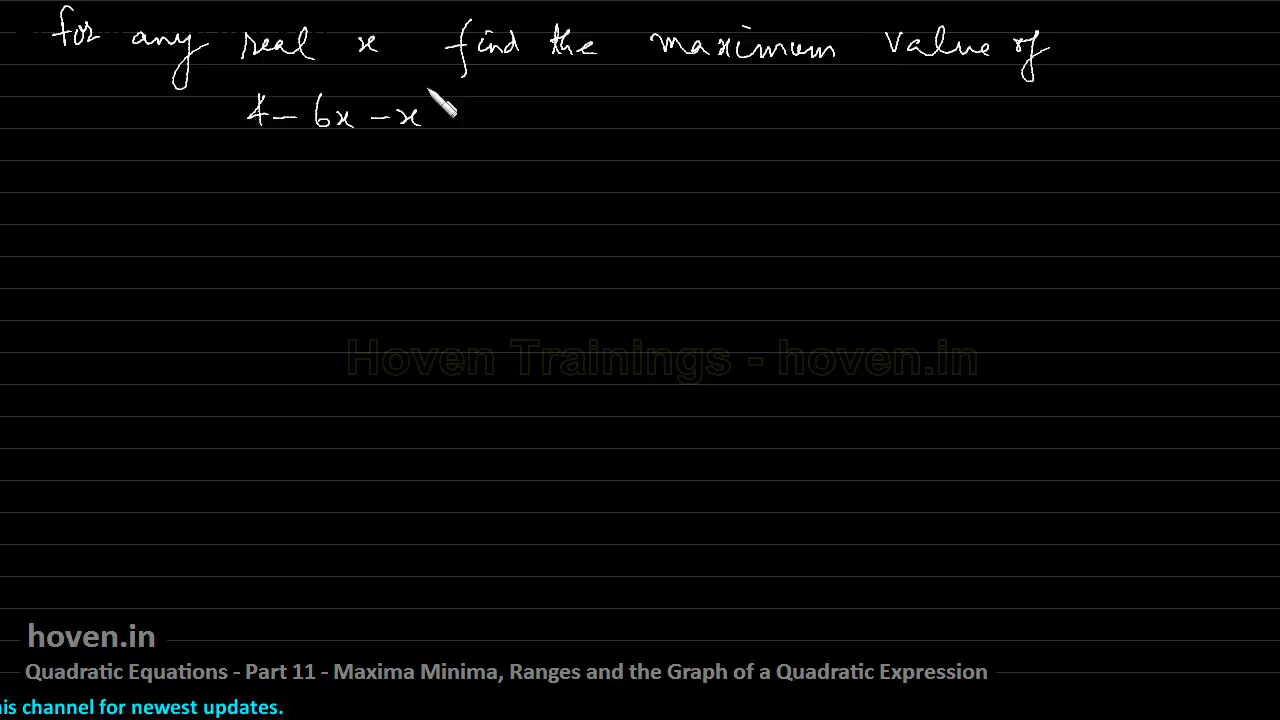 for any real x find the maximum value of
4 - 6x - x
Hoven Trainings - hoven.in
hoven.in
Quadratic Equations - Part 11 - Maxima Minima, Ranges and the Graph of a Quadratic Expression
his channel for newest updates.